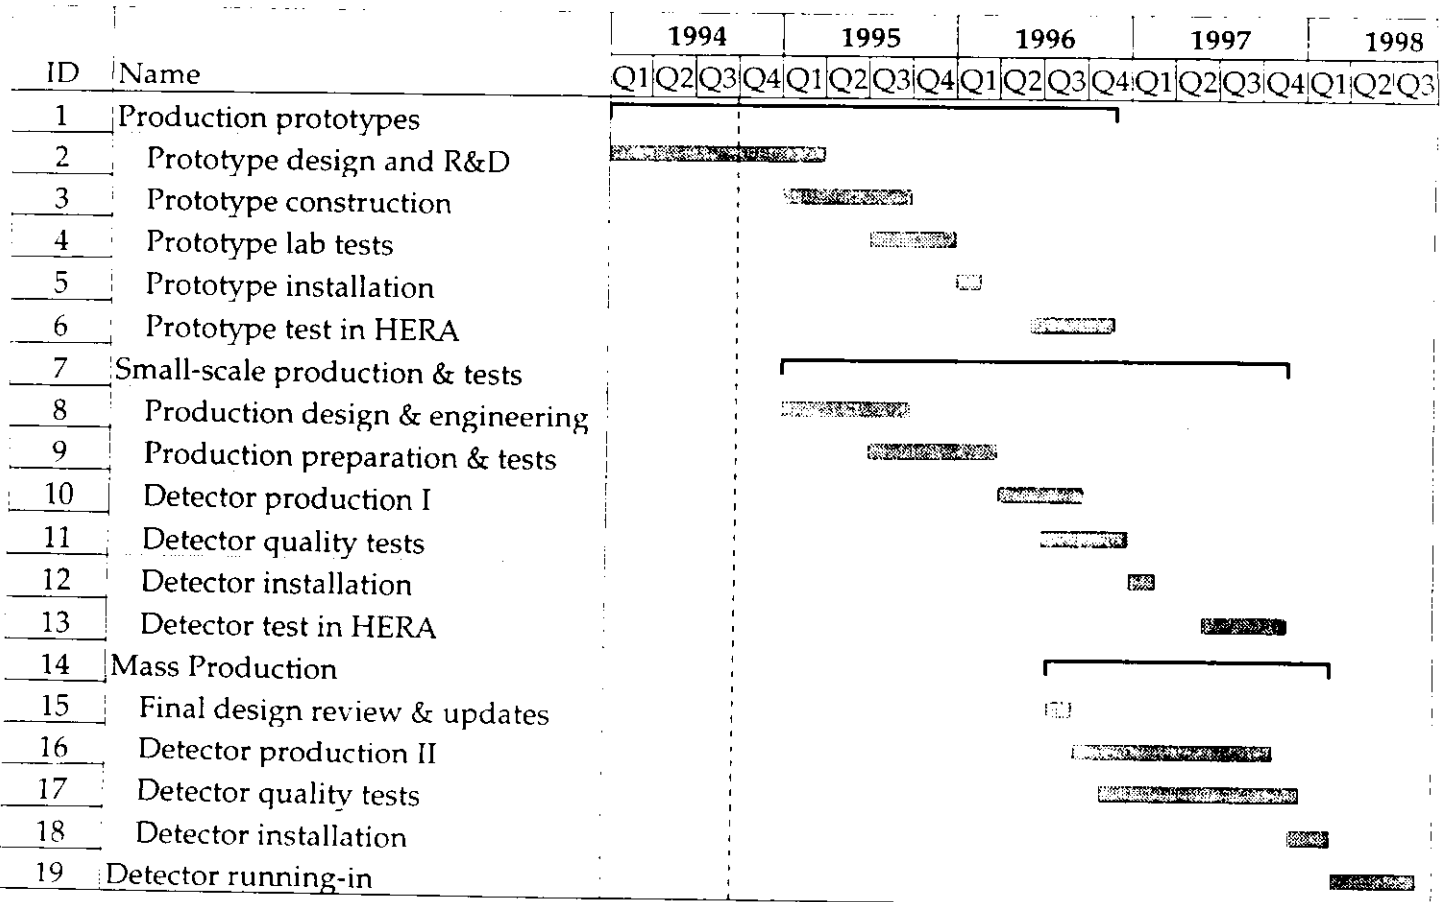 1994 1995 1996 1997 1998
ID Name Q1 Q2 Q3 Q4 Q1 Q2 Q3 Q4 Q1 Q2 Q3 Q4 Q1 Q2 Q3 Q4 Q1 Q2 Q3
1 Production prototypes
2 Prototype design and R&D
3 Prototype construction
4 Prototype lab tests
5 Prototype installation
6 Prototype test in HERA
7 Small-scale production & tests
8 Production design & engineering
9 Production preparation & tests
10 Detector production I
11 Detector quality tests
12 Detector installation
13 Detector test in HERA
14 Mass Production
15 Final design review & updates
16 Detector production II
17 Detector quality tests
18 Detector installation
19 Detector running-in